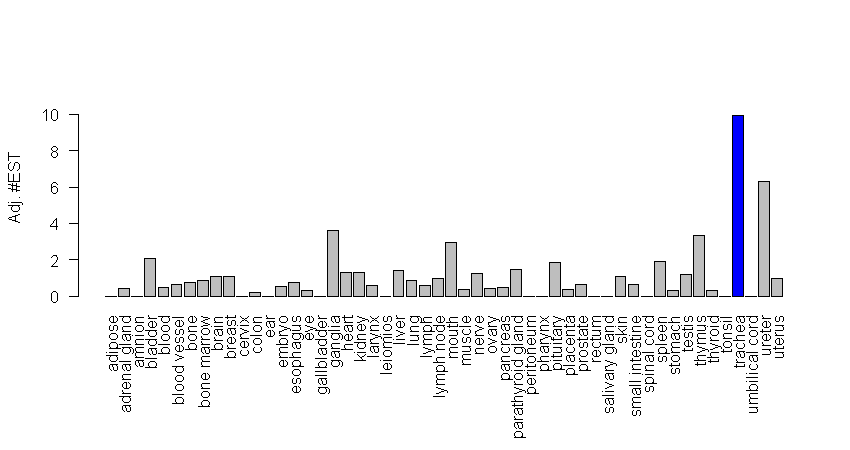 Adj. #EST
10
8
6
4
2
0
adipose
adrenal gland
amnion
bladder
blood
blood vessel
bone
bone marrow
brain
breast
cervix
colon
ear
embryo
esophagus
eye
gallbladder
ganglia
heart
kidney
larynx
leiomios
liver
lung
lymph
lymph node
mouth
muscle
nerve
ovary
pancreas
parathyroid gland
peritoneum
pharynx
pituitary
placenta
prostate
rectum
salivary gland
skin
small intestine
spinal cord
spleen
stomach
testis
thymus
thyroid
tonsil
trachea
umbilical cord
ureter
uterus